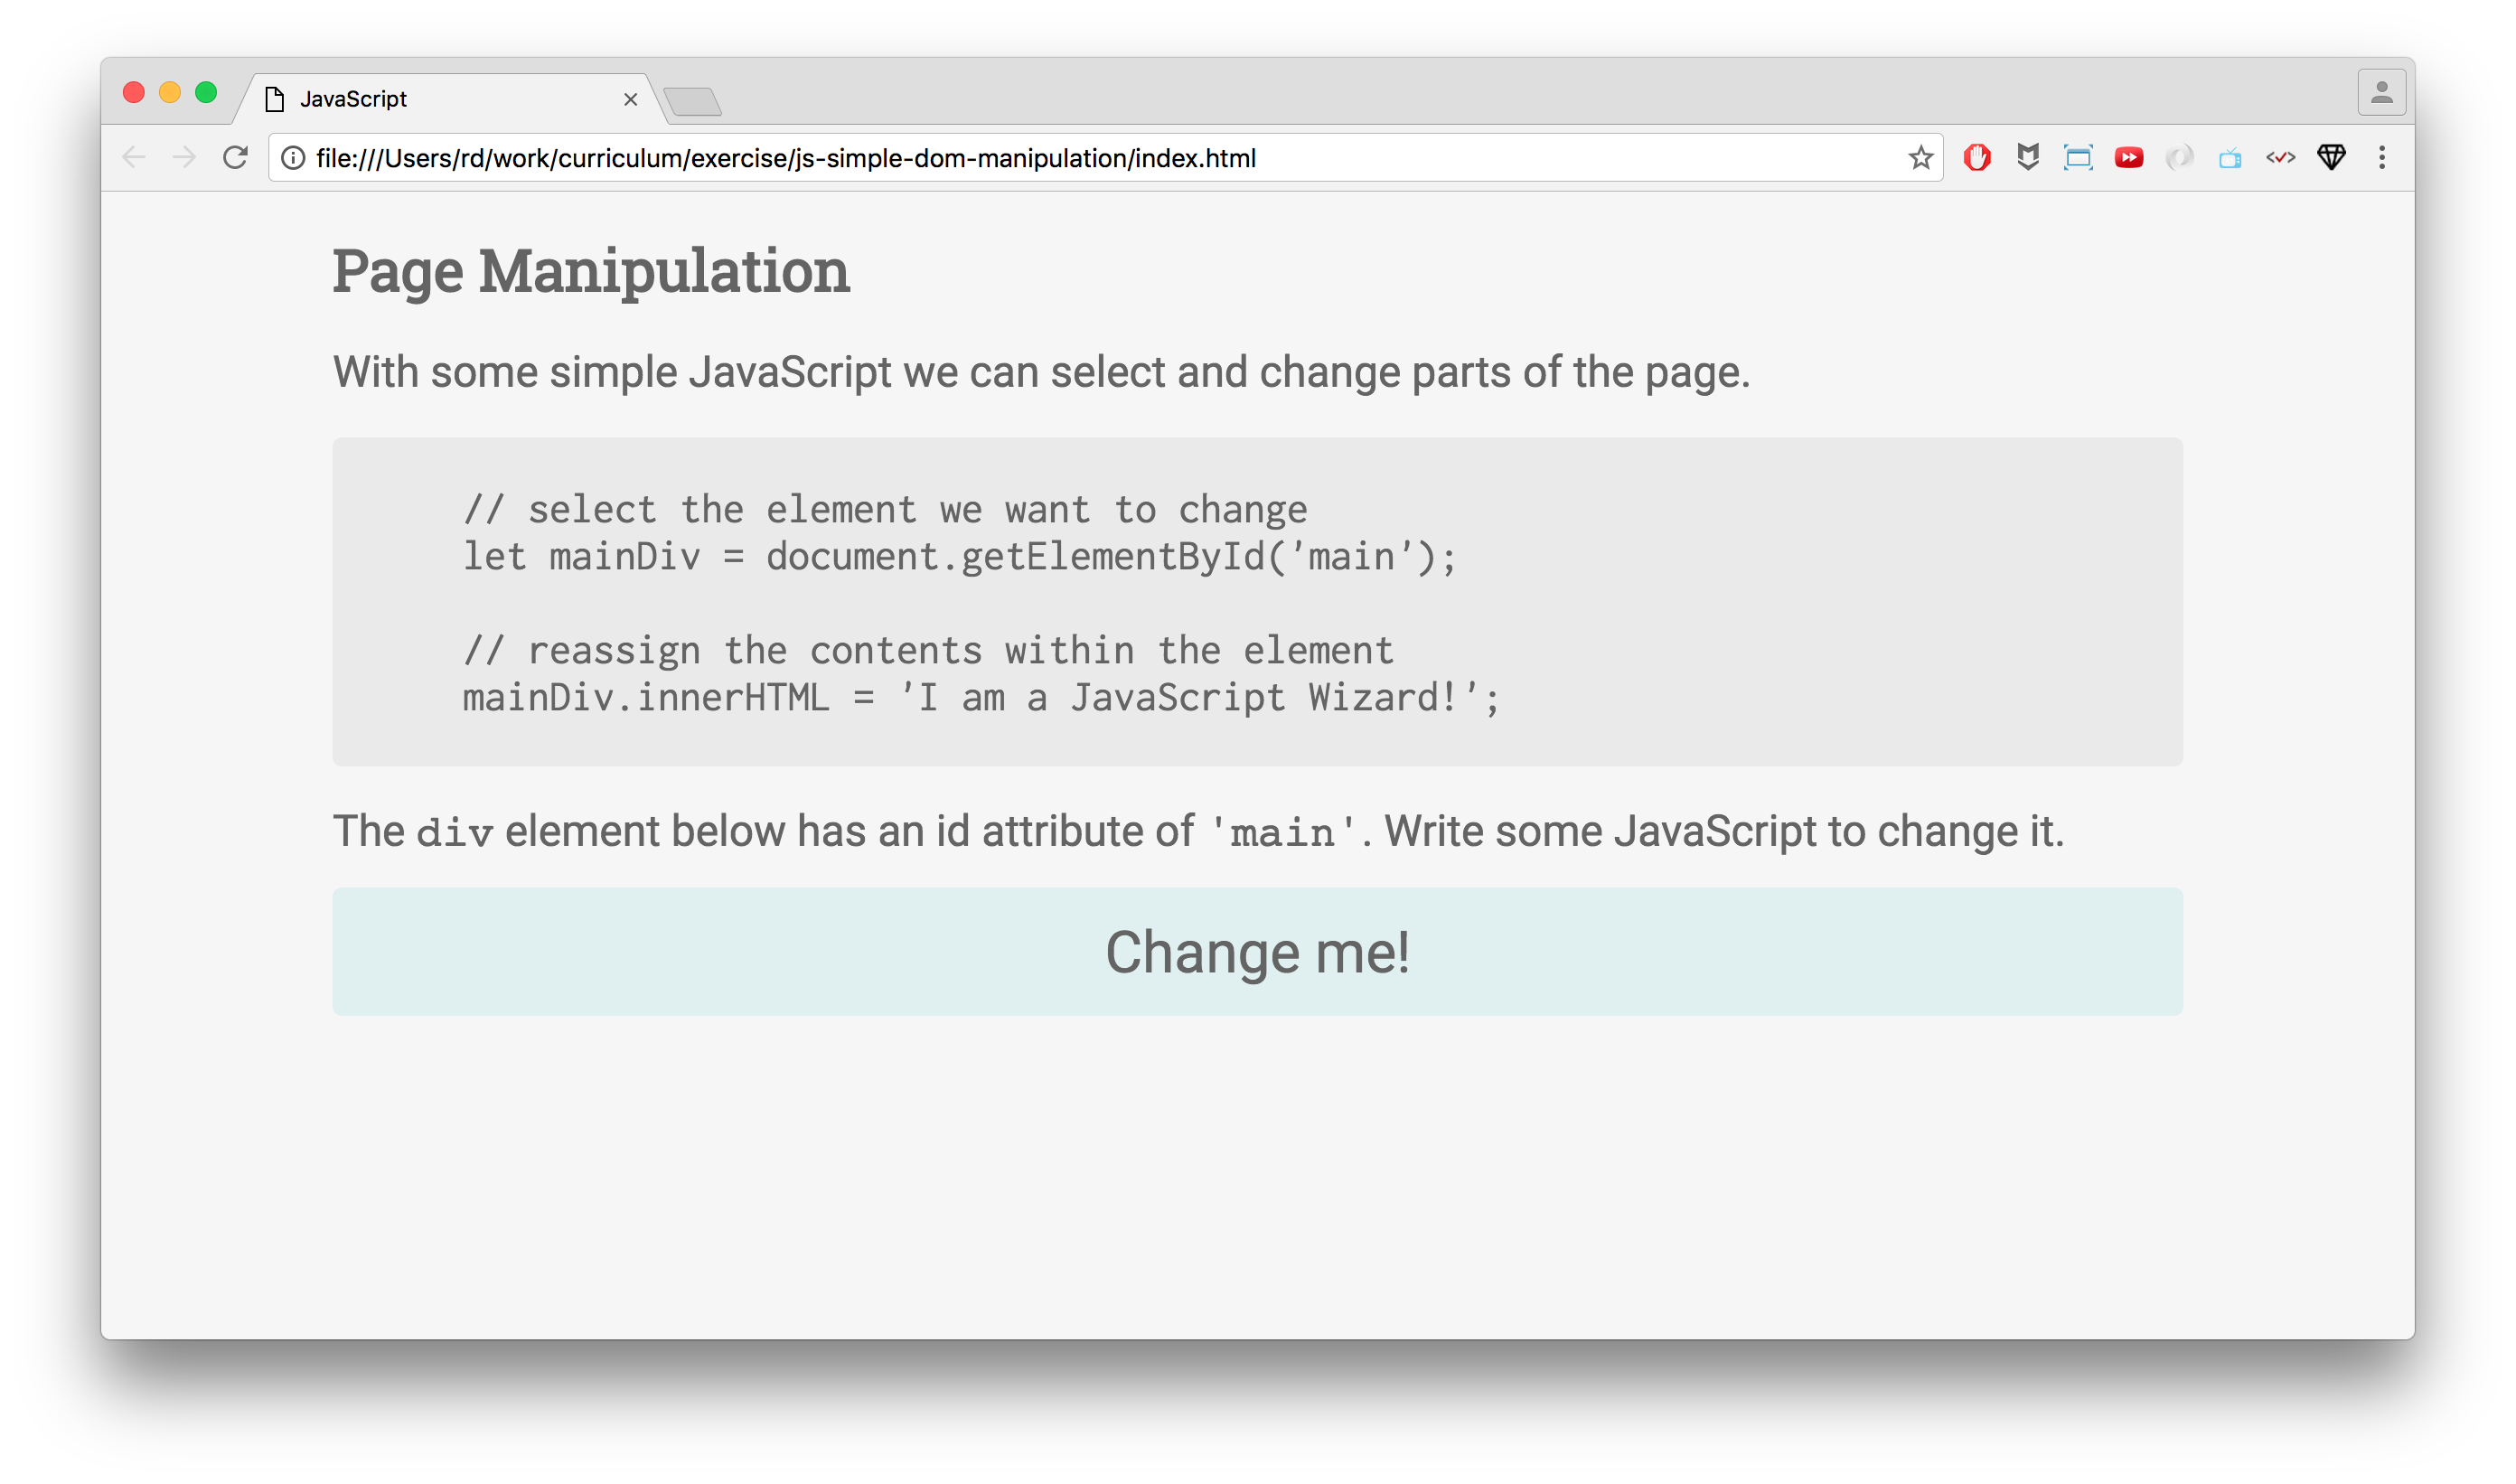 JavaScript
file:///Users/rd/work/curriculum/exercise/js-simple-dom-manipulation/index.html
Page Manipulation
With some simple JavaScript we can select and change parts of the page.
// select the element we want to change
let mainDiv = document.getElementById('main');
// reassign the contents within the element
mainDiv.innerHTML = 'I am a JavaScript Wizard!';
The div element below has an id attribute of 'main'. Write some JavaScript to change it.
Change me!